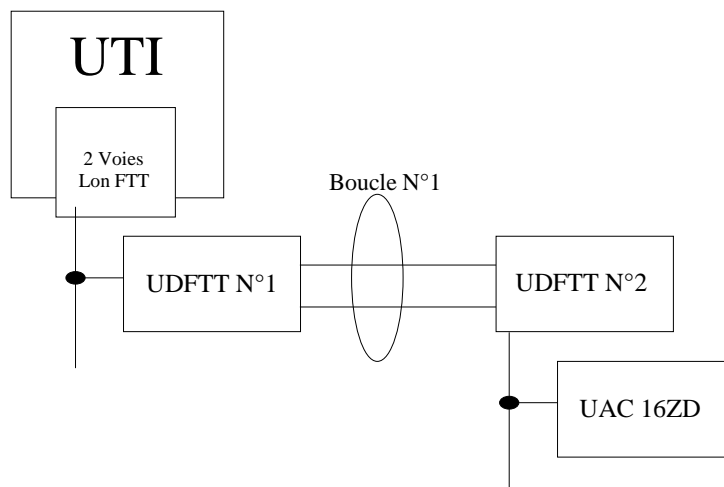 UTI
2 Voies
Lon FTT
Boucle N°1
UDFTT N°1
UDFTT N°2
UAC 16ZD